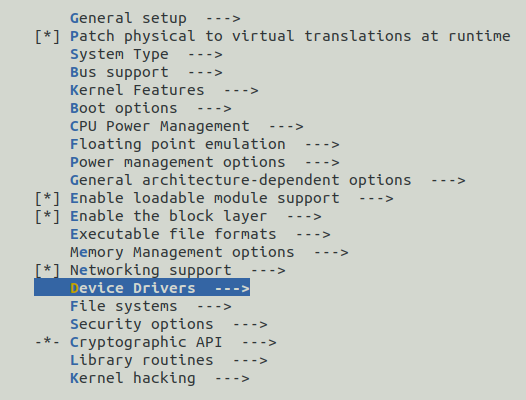 General setup  --->
[*] Patch physical to virtual translations at runtime
System Type  --->
Bus support  --->
Kernel Features  --->
Boot options  --->
CPU Power Management  --->
Floating point emulation  --->
Power management options  --->
General architecture-dependent options  --->
[*] Enable loadable module support  --->
[*] Enable the block layer  --->
Executable file formats  --->
Memory Management options  --->
[*] Networking support  --->
Device Drivers  --->
File systems  --->
Security options  --->
-*- Cryptographic API  --->
Library routines  --->
Kernel hacking  --->